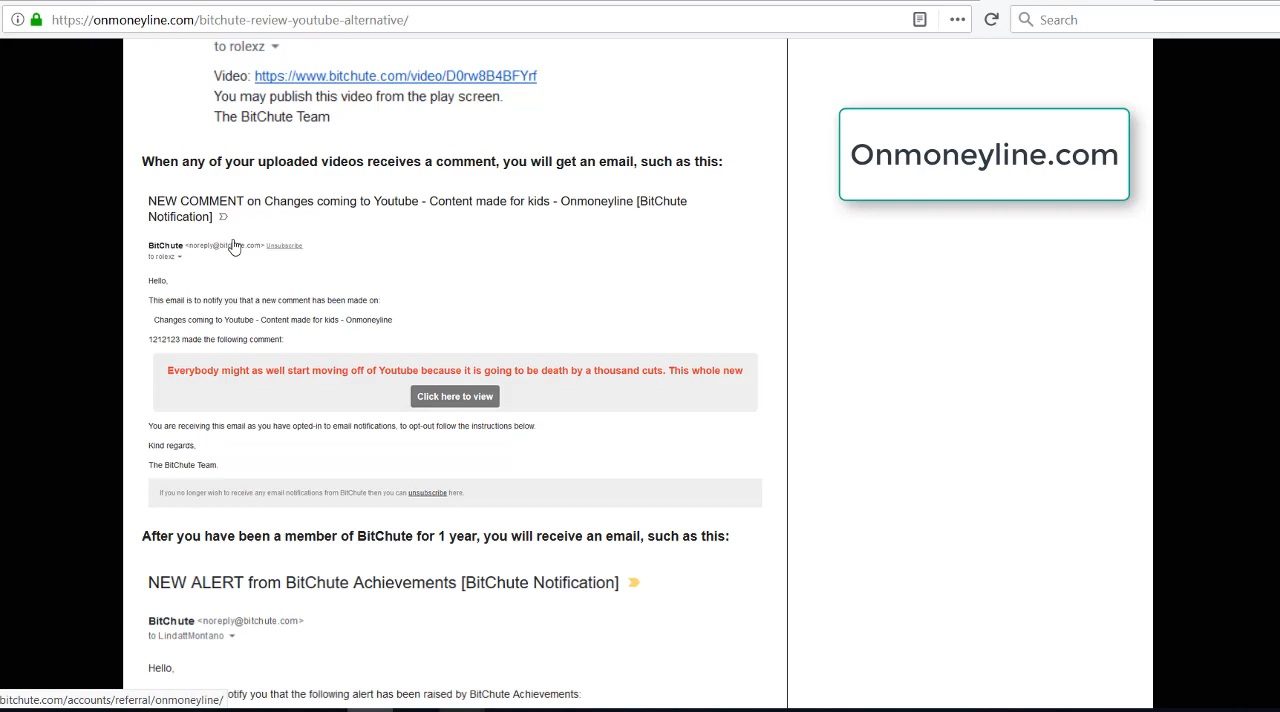 https://onmoneyline.com/bitchute-review-youtube-alternative/
Search
to rolexz
Video: https://www.bitchute.com/video/D0rw8B4BFYrf
You may publish this video from the play screen.
The BitChute Team
Onmoneyline.com
When any of your uploaded videos receives a comment, you will get an email, such as this:
NEW COMMENT on Changes coming to Youtube - Content made for kids - Onmoneyline [BitChute
Notification]
BitChute <noreply@bitchute.com> Unsubscribe
to rolexz
Hello,
This email is to notify you that a new comment has been made on:
Changes coming to Youtube - Content made for kids - Onmoneyline
1212123 made the following comment:
Everybody might as well start moving off of Youtube because it is going to be death by a thousand cuts. This whole new
Click here to view
You are receiving this email as you have opted-in to email notifications, to opt-out follow the instructions below.
Kind regards,
The BitChute Team.
If you no longer wish to receive any email notifications from BitChute then you can unsubscribe here.
After you have been a member of BitChute for 1 year, you will receive an email, such as this:
NEW ALERT from BitChute Achievements [BitChute Notification]
BitChute <noreply@bitchute.com>
to LindattMontano
Hello,
notify you that the following alert has been raised by BitChute Achievements:
bitchute.com/accounts/referral/onmoneyline/